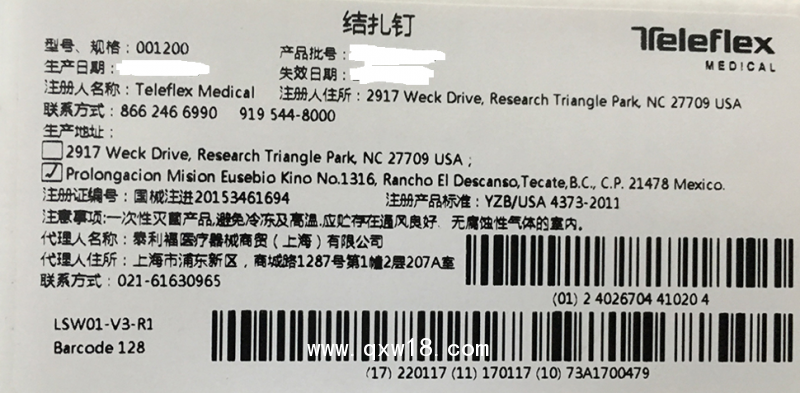 结扎钉
Teleflex
MEDICAL
型号、规格：001200
产品批号：
生产日期：
失效日期：
注册人名称：Teleflex Medical 注册人住所：2917 Weck Drive, Research Triangle Park, NC 27709 USA
联系方式：866 246 6990 919 544-8000
生产地址：
2917 Weck Drive, Research Triangle Park, NC 27709 USA；
Prolongacion Mision Eusebio Kino No.1316, Rancho El Descanso,Tecate,B.C., C.P. 21478 Mexico.
注册证编号：国械注进20153461694 注册产品标准：YZB/USA 4373-2011
注意事项:一次性灭菌产品,避免冷冻及高温.应贮存在通风良好、无腐蚀性气体的室内。
代理人名称：泰利福医疗器械商贸（上海）有限公司
代理人住所：上海市浦东新区，商城路1287号第1幢2层207A室
联系方式：021-61630965
(01) 2 4026704 41020 4
LSW01-V3-R1
Barcode 128
www.qxw18.com
(17) 220117 (11) 170117 (10) 73A1700479